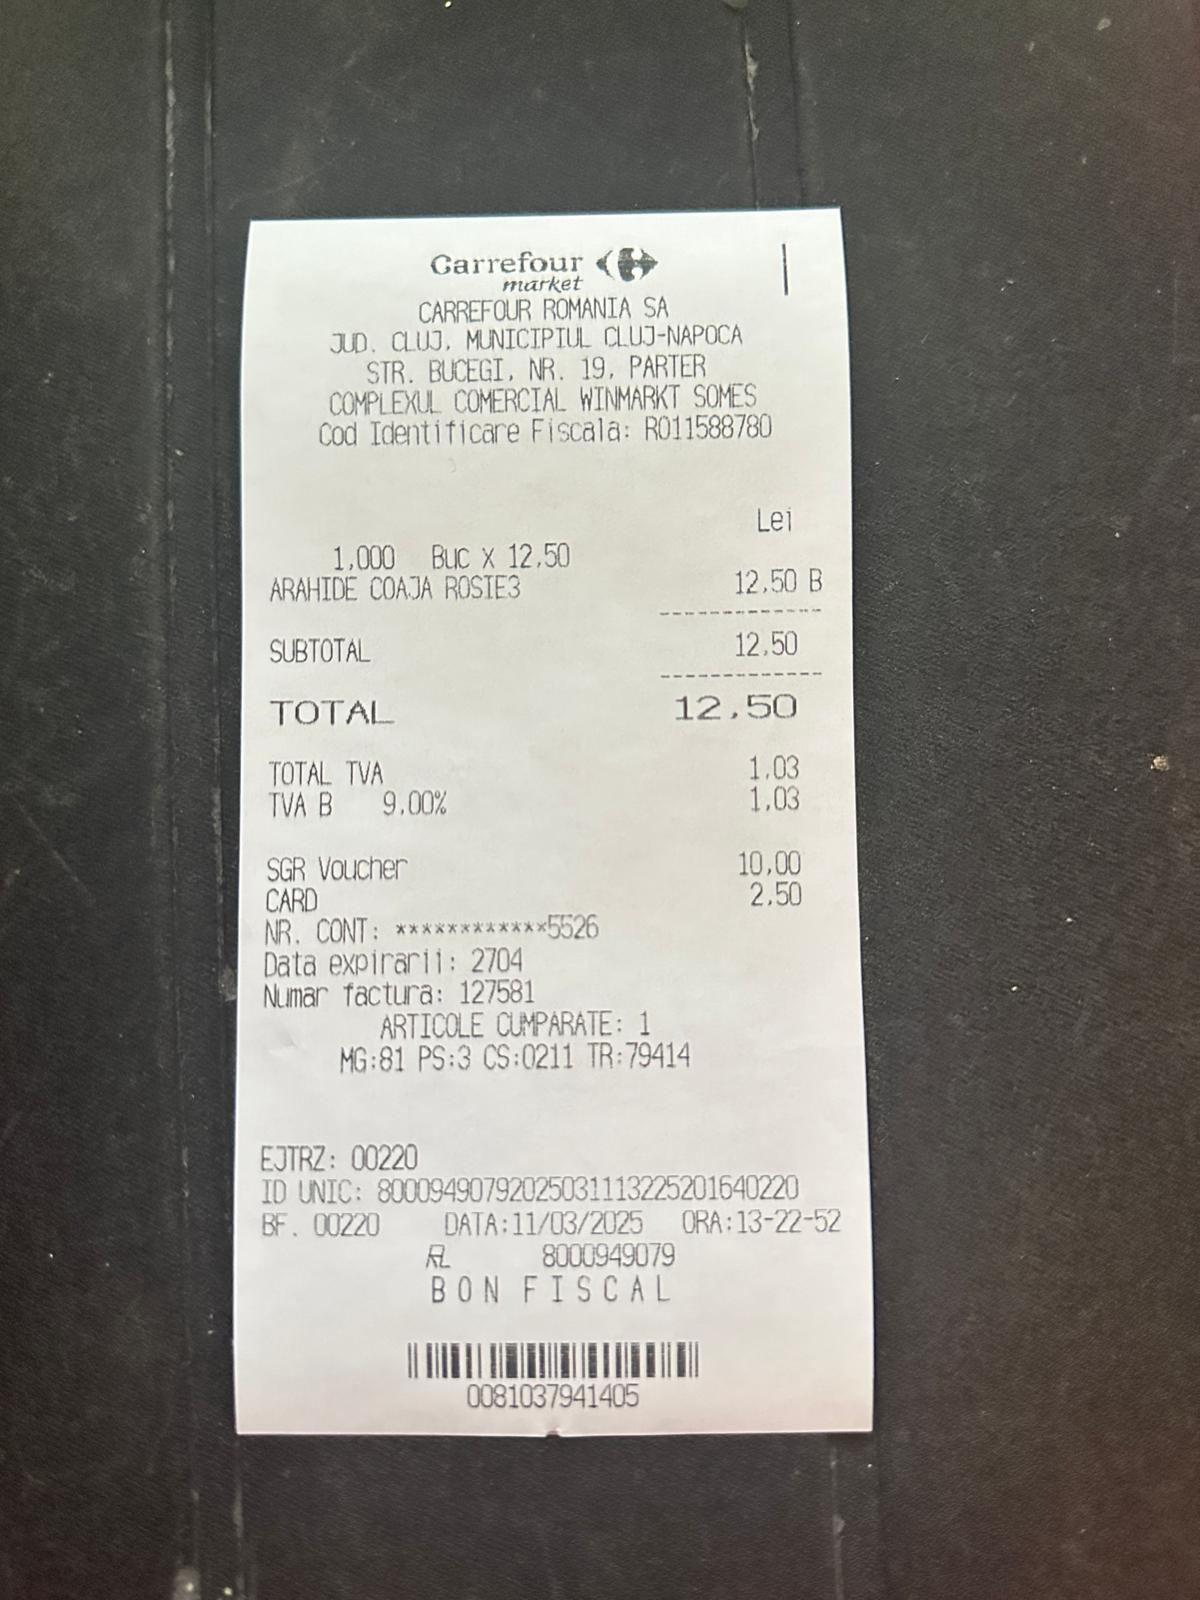 Carrefour
market
CARREFOUR ROMANIA SA
JUD. CLUJ, MUNICIPIUL CLUJ-NAPOCA
STR. BUCEGI, NR. 19, PARTER
COMPLEXUL COMERCIAL WINMARKT SOMES
Cod Identificare Fiscala: RO11588780
Lei
1,000 Buc X 12,50
ARAHIDE COAJA ROSIE3 12,50 B
SUBTOTAL 12,50
TOTAL 12,50
TOTAL TVA 1,03
TVA B 9,00% 1,03
SGR Voucher 10,00
CARD 2,50
NR. CONT: ************5526
Data expirarii: 2704
Numar factura: 127581
ARTICOLE CUMPARATE: 1
MG:81 PS:3 CS:0211 TR:79414
EJTRZ: 00220
ID UNIC: 80009490792025031113225201640220
BF. 00220 DATA:11/03/2025 ORA:13-22-52
8000949079
BON FISCAL
0081037941405